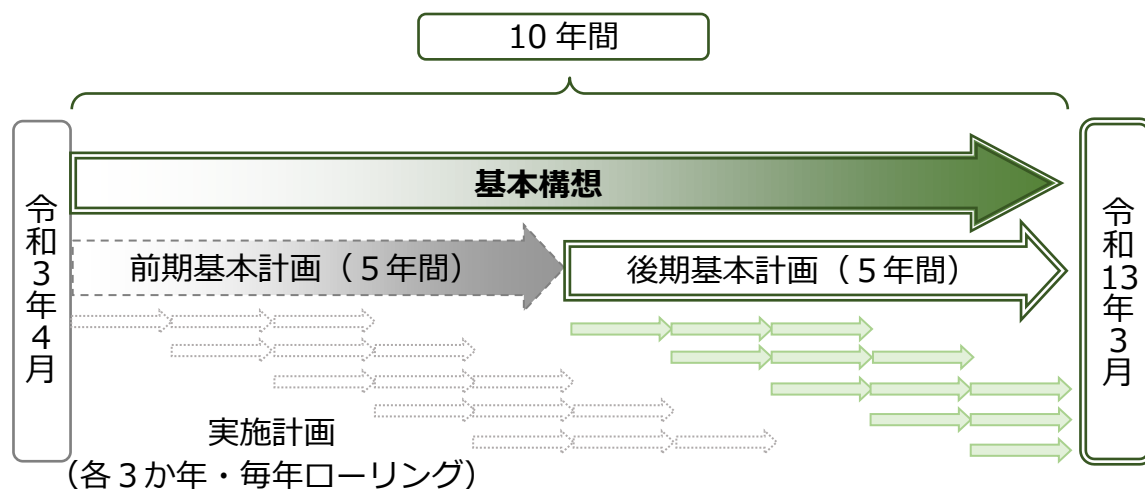 10 年間
令和３年４月
基本構想
前期基本計画（５年間）
後期基本計画（５年間）
実施計画
（各３か年・毎年ローリング）
令和13年３月